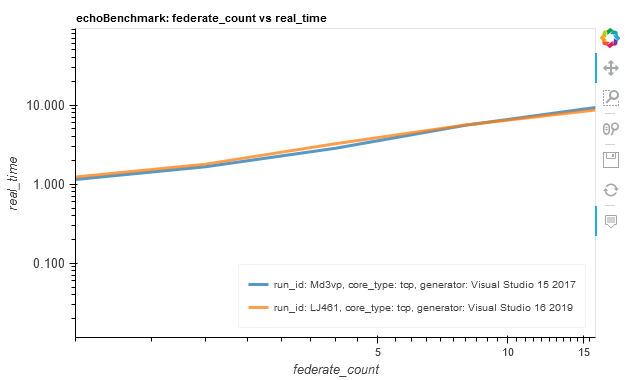 echoBenchmark: federate_count vs real_time
10.000
1.000
0.100
real_time
run_id: Md3vp, core_type: tcp, generator: Visual Studio 15 2017
run_id: LJ461, core_type: tcp, generator: Visual Studio 16 2019
5
10
15
federate_count